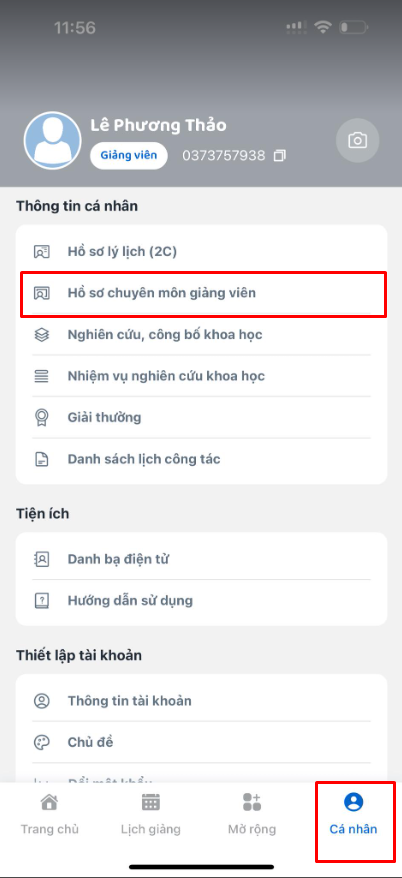 11:56
Lê Phương Thảo
Giảng viên
0373757938
Thông tin cá nhân
Hồ sơ lý lịch (2C)
Hồ sơ chuyên môn giảng viên
Nghiên cứu, công bố khoa học
Nhiệm vụ nghiên cứu khoa học
Giải thưởng
Danh sách lịch công tác
Tiện ích
Danh bạ điện tử
Hướng dẫn sử dụng
Thiết lập tài khoản
Thông tin tài khoản
Chủ đề
Đổi mật khẩu
Trang chủ
Lịch giảng
Mở rộng
Cá nhân